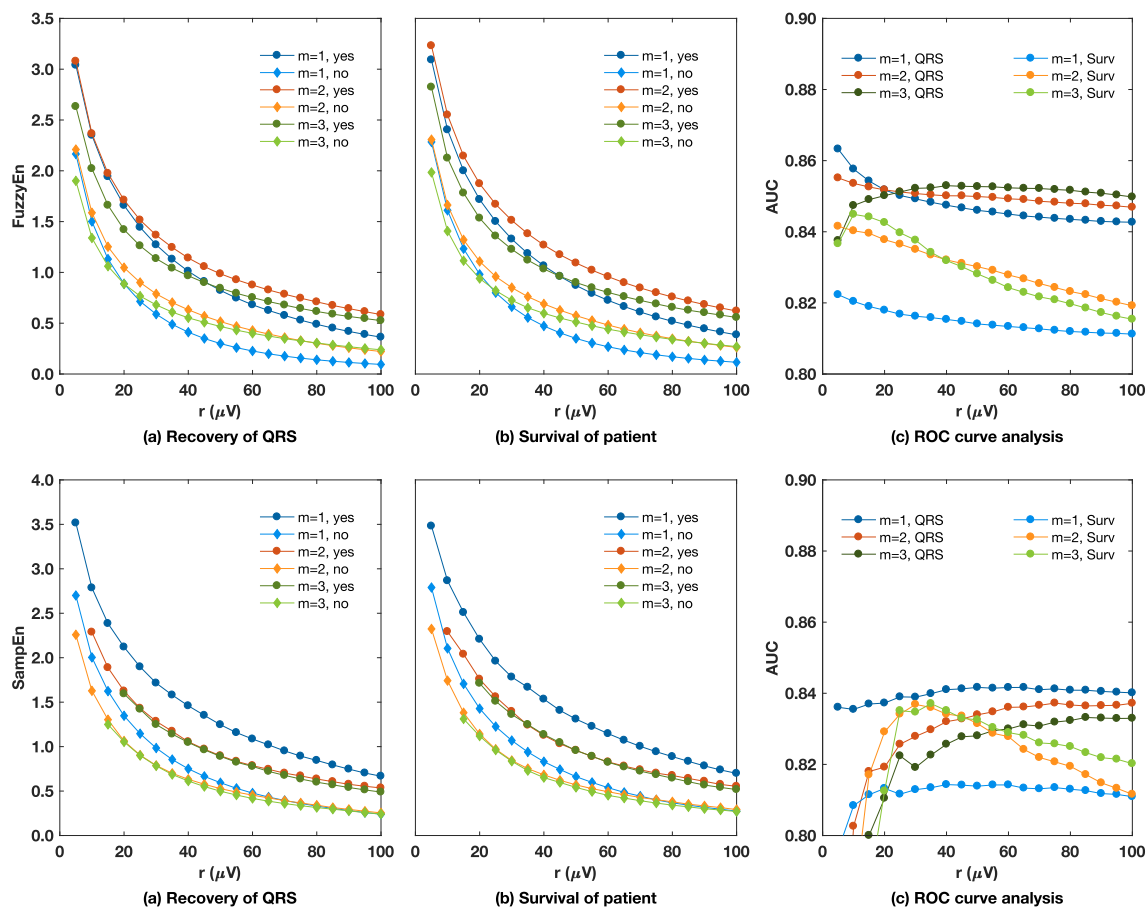 FuzzyEn
3.5
3.0
2.5
2.0
1.5
1.0
0.5
0.0
m=1, yes
m=1, no
m=2, yes
m=2, no
m=3, yes
m=3, no
0 20 40 60 80 100
r (μV)
(a) Recovery of QRS
m=1, yes
m=1, no
m=2, yes
m=2, no
m=3, yes
m=3, no
0 20 40 60 80 100
r (μV)
(b) Survival of patient
AUC
0.90
0.88
0.86
0.84
0.82
0.80
m=1, QRS
m=2, QRS
m=3, QRS
m=1, Surv
m=2, Surv
m=3, Surv
0 20 40 60 80 100
r (μV)
(c) ROC curve analysis
SampEn
4.0
3.5
3.0
2.5
2.0
1.5
1.0
0.5
0.0
m=1, yes
m=1, no
m=2, yes
m=2, no
m=3, yes
m=3, no
0 20 40 60 80 100
r (μV)
(a) Recovery of QRS
m=1, yes
m=1, no
m=2, yes
m=2, no
m=3, yes
m=3, no
0 20 40 60 80 100
r (μV)
(b) Survival of patient
AUC
0.90
0.88
0.86
0.84
0.82
0.80
m=1, QRS
m=2, QRS
m=3, QRS
m=1, Surv
m=2, Surv
m=3, Surv
0 20 40 60 80 100
r (μV)
(c) ROC curve analysis